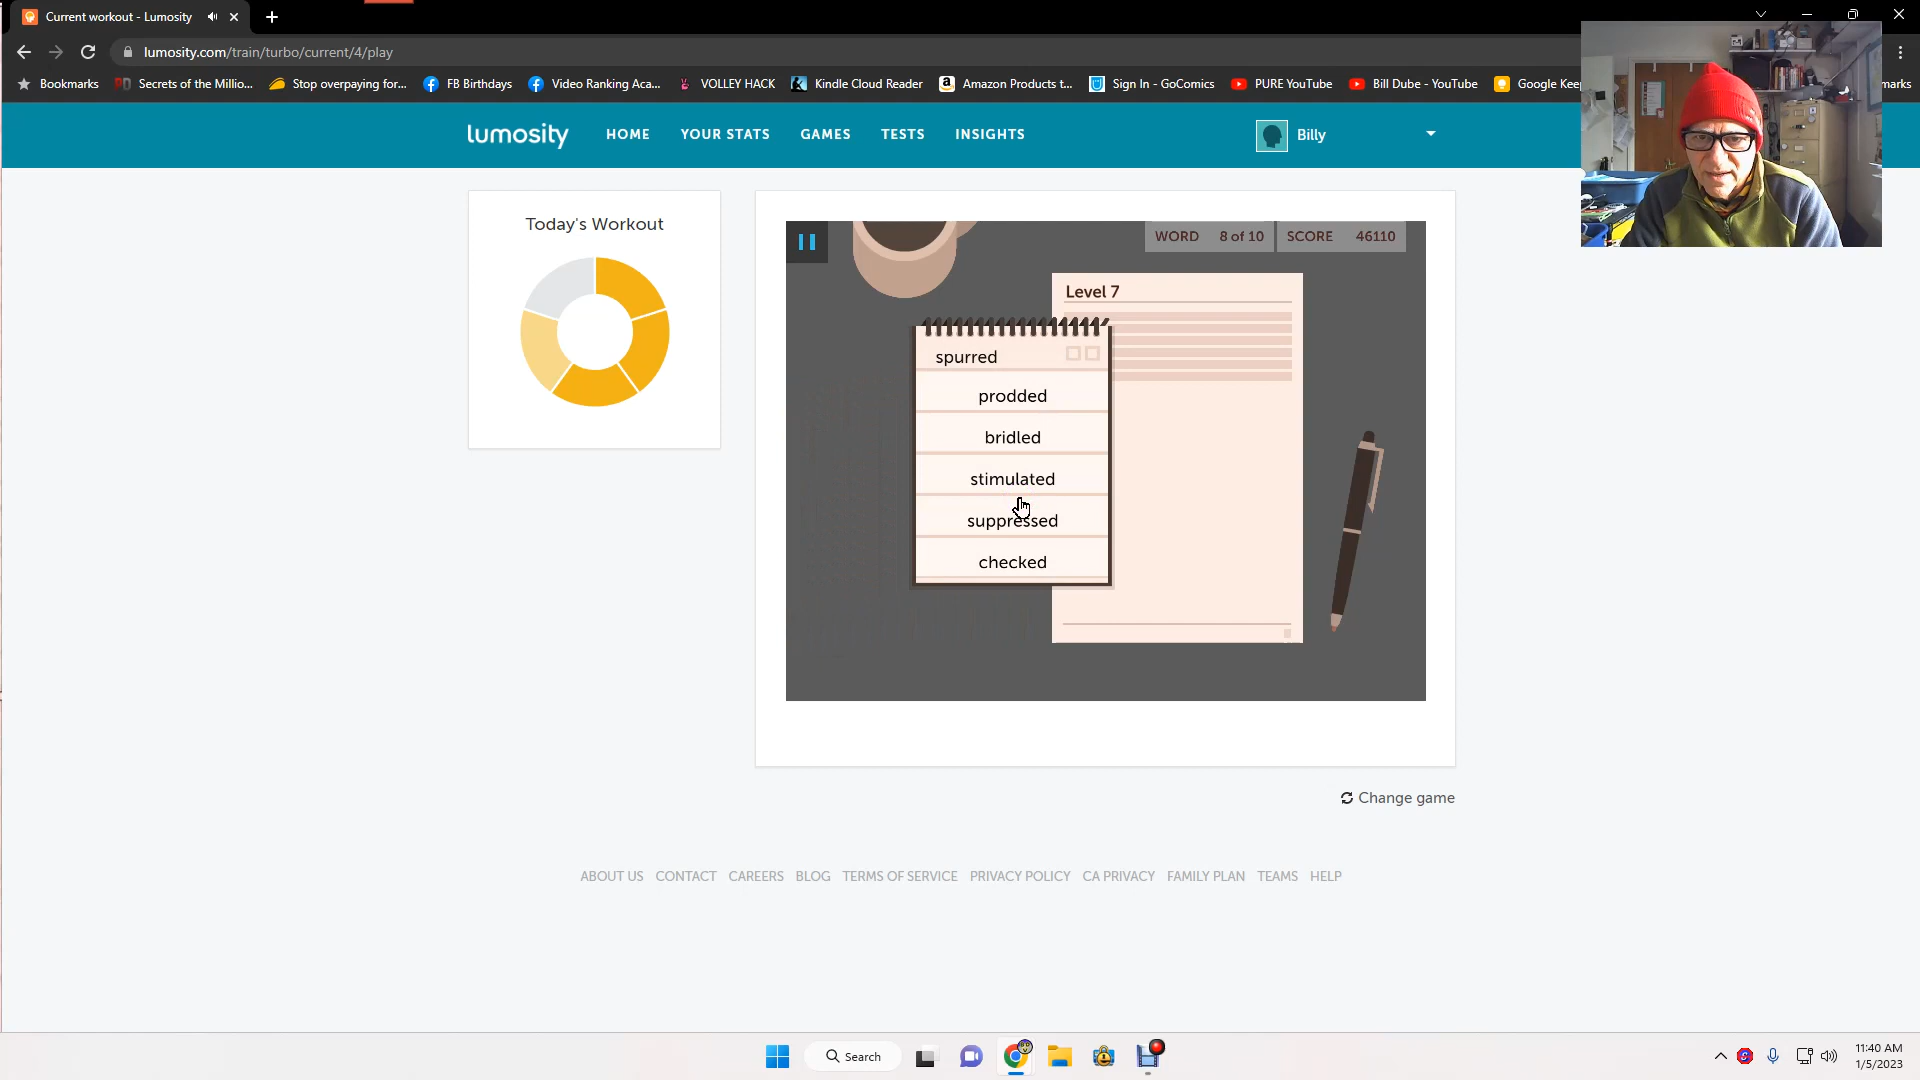 Current workout - Lumosity
lumosity.com/train/turbo/current/4/play
Bookmarks Secrets of the Millio... Stop overpaying for... FB Birthdays Video Ranking Aca... VOLLEY HACK Kindle Cloud Reader Amazon Products t... Sign In - GoComics PURE YouTube Bill Dube - YouTube Google Kee marks
lumosity HOME YOUR STATS GAMES TESTS INSIGHTS Billy
Today's Workout
WORD 8 of 10 SCORE 46110
Level 7
spurred
prodded
bridled
stimulated
suppressed
checked
Change game
ABOUT US CONTACT CAREERS BLOG TERMS OF SERVICE PRIVACY POLICY CA PRIVACY FAMILY PLAN TEAMS HELP
Search
11:40 AM
1/5/2023